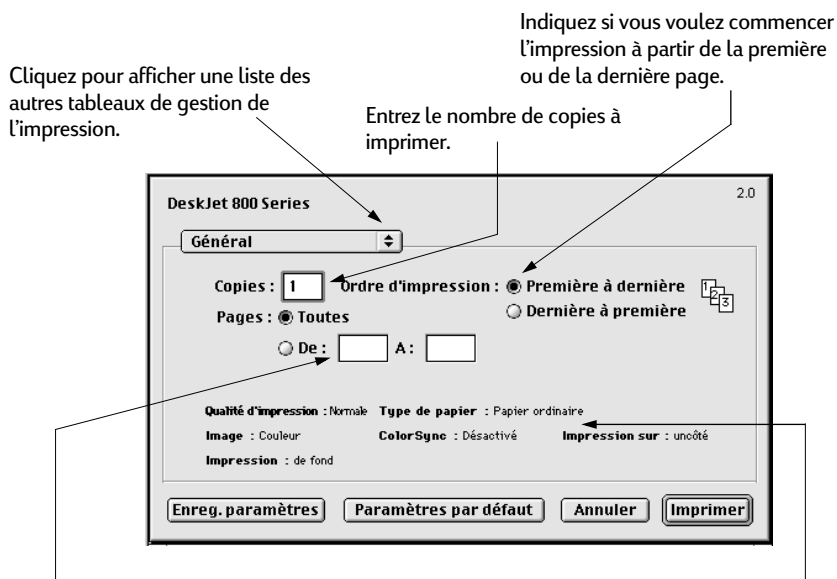 Indiquez si vous voulez commencer
l'impression à partir de la première
ou de la dernière page.
Cliquez pour afficher une liste des
autres tableaux de gestion de
l'impression.
Entrez le nombre de copies à
imprimer.
DeskJet 800 Series
2.0
Général
Copies : 1 Ordre d'impression : Première à dernière
1 2 3
Pages : Toutes
Dernière à première
De : A :
Qualité d'impression : Normale Type de papier : Papier ordinaire
Image : Couleur ColorSync : Désactivé Impression sur : uncôté
Impression : de fond
Enreg. paramètres Paramètres par défaut Annuler Imprimer